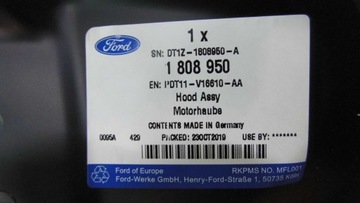 1 x
Ford
SN: DT1Z-1808950-A
1 808 950
EN: PDT11-V16610-AA
Hood Assy
Motorhaube
CONTENTS MADE IN Germany
0095A 429 PACKED: 23OCT2019 USE BY: *******
Ford of Europe RKPMS NO. MFL001
Ford-Werke GmbH, Henry-Ford-Straße 1, 50735 Köln